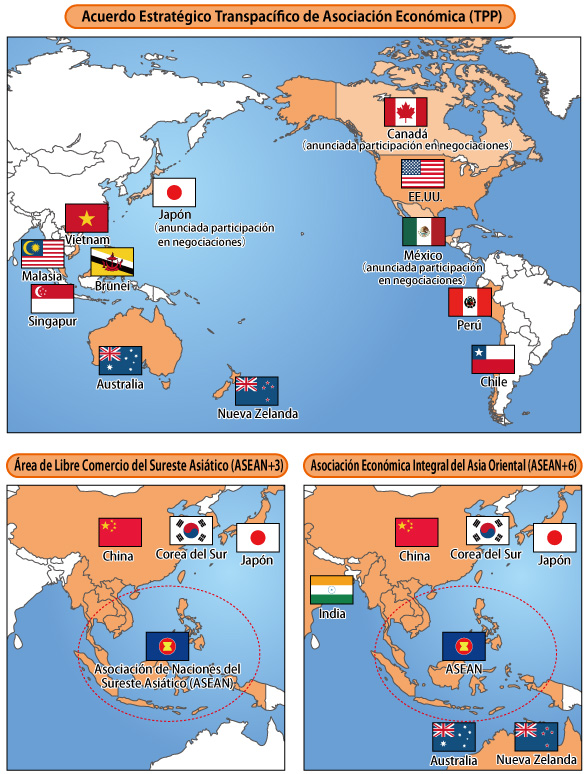 Acuerdo Estratégico Transpacífico de Asociación Económica (TPP)
Canadá
(anunciada participación en negociaciones)
EE.UU.
Japón
(anunciada participación
en negociaciones)
Viétnam
México
(anunciada participación
en negociaciones)
Malasia
Brunei
Singapur
Perú
Australia
Chile
Nueva Zelanda
Área de Libre Comercio del Sureste Asiático (ASEAN+3)
China
Corea del Sur
Japón
Asociación de Nacionés del
Sureste Asiático (ASEAN)
Asociación Económica Integral del Asia Oriental (ASEAN+6)
China
Corea del Sur
Japón
India
ASEAN
Australia
Nueva Zelanda